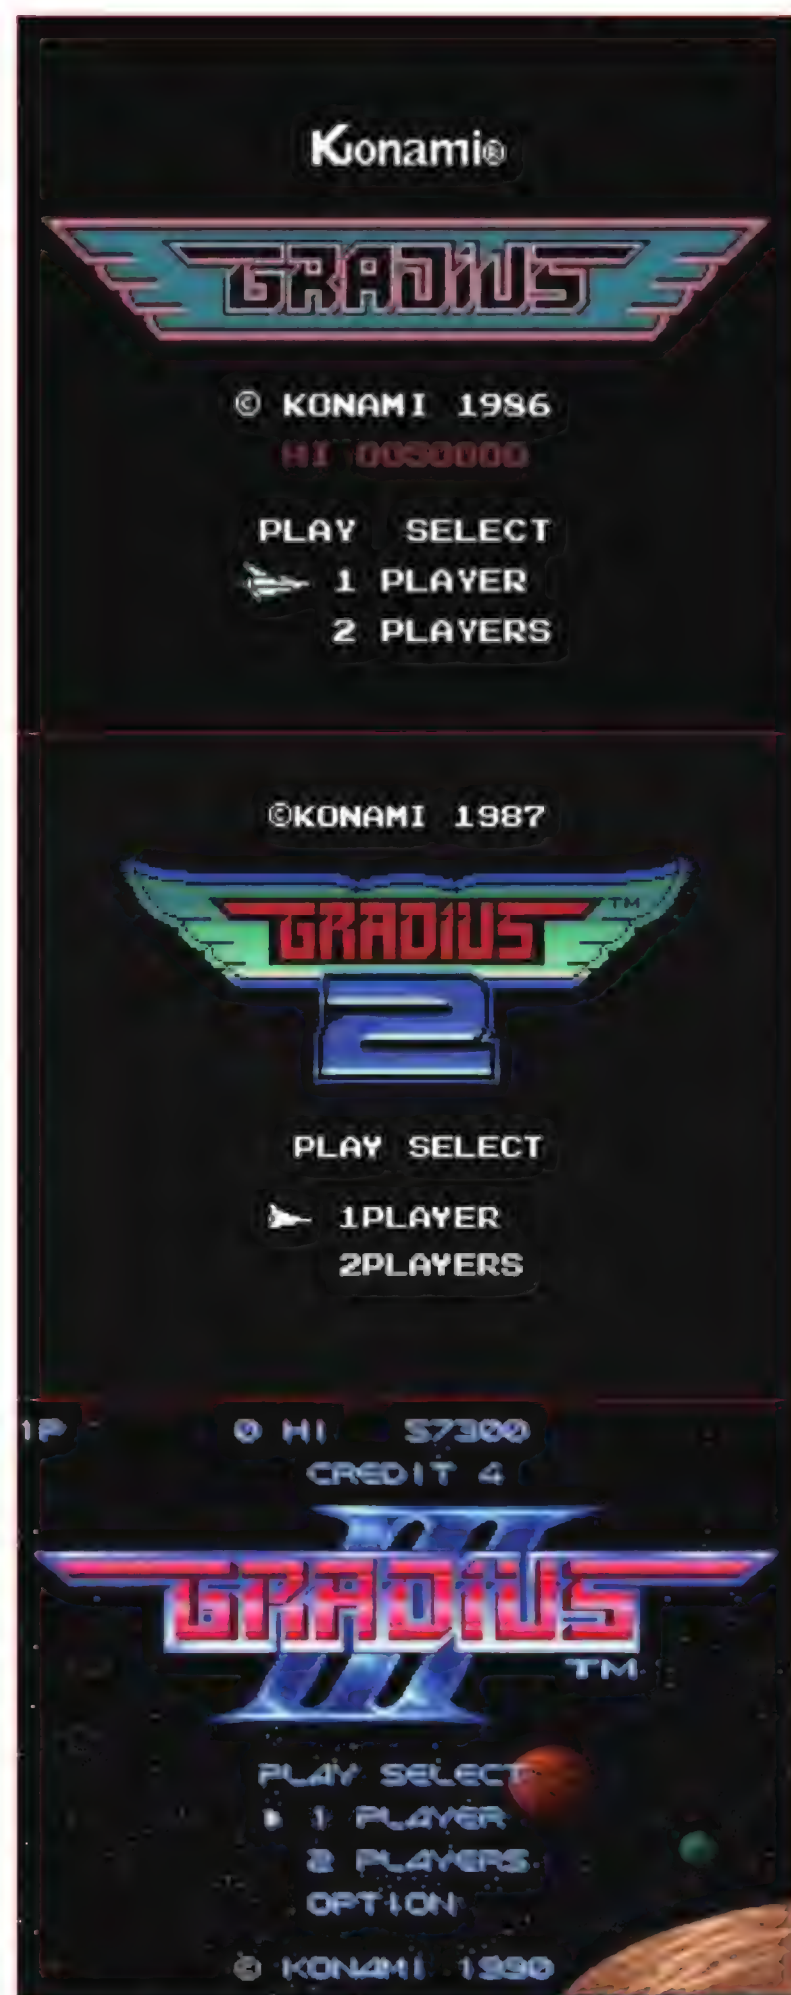 Konami®
GRADIUS
© KONAMI 1986
HI 0050000
PLAY SELECT
1 PLAYER
2 PLAYERS
©KONAMI 1987
GRADIUS TM
2
PLAY SELECT
1PLAYER
2PLAYERS
1P 0 HI 57300
CREDIT 4
III
GRADIUS
TM
PLAY SELECT
1 PLAYER
2 PLAYERS
OPTION
© KONAMI 1990